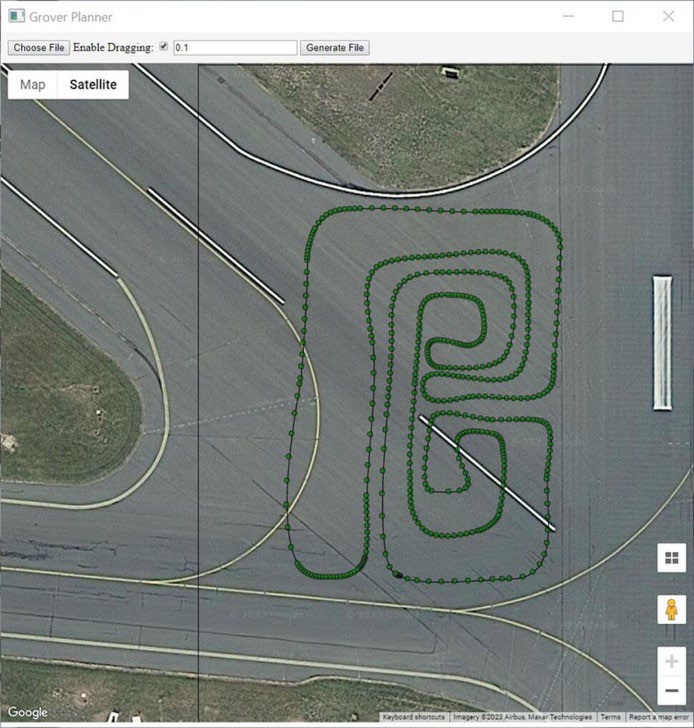 Grover Planner
Choose File Enable Dragging: 0.1 Generate File
Map Satellite
Google
Keyboard shortcuts Imagery ©2023 Airbus, Maxar Technologies Terms Report a map error